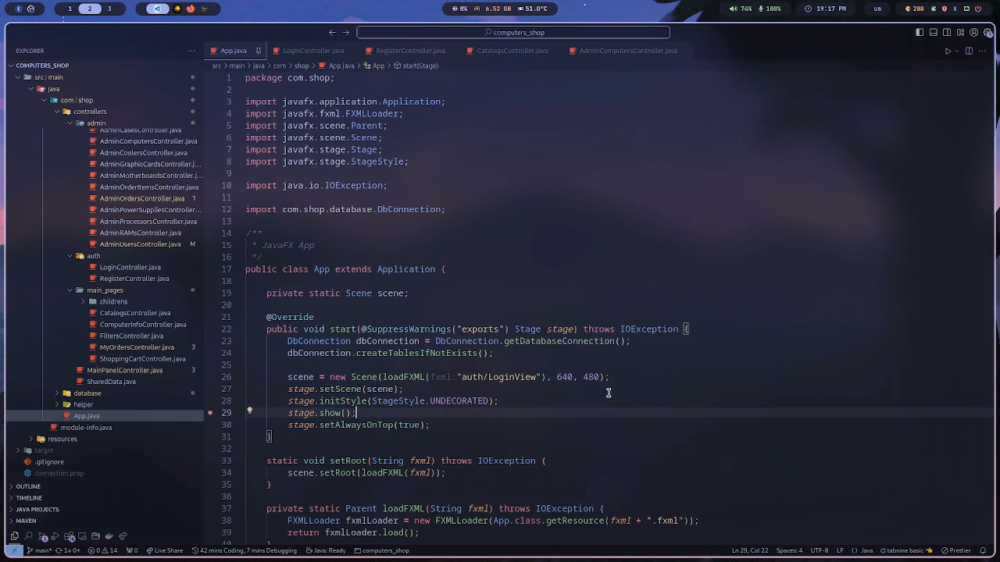 1
2
3
8%
6.52 GB
51.0°C
74%
100%
19:17 PM
us
288
computers_shop
EXPLORER
COMPUTERS_SHOP
src / main
java
com / shop
controllers
admin
AdminCasesController.java
AdminComputersController.java
AdminCoolersController.java
AdminGraphicCardsController.j...
AdminMotherboardsController.j...
AdminOrderItemsController.java
AdminOrdersController.java 1
AdminPowerSuppliesController...
AdminProcessorsController.java
AdminRAMsController.java
AdminUsersController.java M
auth
LoginController.java
RegisterController.java
main_pages
childrens
CatalogsController.java
ComputerInfoController.java
FiltersController.java
MyOrdersController.java 3
ShoppingCartController.java
MainPanelController.java 3
SharedData.java
database
helper
App.java
module-info.java
resources
target
.gitignore
connection.prop
OUTLINE
TIMELINE
JAVA PROJECTS
MAVEN
App.java
LoginController.java
RegisterController.java
CatalogsController.java
AdminComputersController.java
src > main > java > com > shop > App.java > App > start(Stage)
1 package com.shop;
2
3 import javafx.application.Application;
4 import javafx.fxml.FXMLLoader;
5 import javafx.scene.Parent;
6 import javafx.scene.Scene;
7 import javafx.stage.Stage;
8 import javafx.stage.StageStyle;
9
10 import java.io.IOException;
11
12 import com.shop.database.DbConnection;
13
14 /**
15 * JavaFX App
16 */
17 public class App extends Application {
18
19 private static Scene scene;
20
21 @Override
22 public void start(@SuppressWarnings("exports") Stage stage) throws IOException {
23 DbConnection dbConnection = DbConnection.getDatabaseConnection();
24 dbConnection.createTablesIfNotExists();
25
26 scene = new Scene(loadFXML(fxml:"auth/LoginView"), 640, 480);
27 stage.setScene(scene);
28 stage.initStyle(StageStyle.UNDECORATED);
29 stage.show();
30 stage.setAlwaysOnTop(true);
31 }
32
33 static void setRoot(String fxml) throws IOException {
34 scene.setRoot(loadFXML(fxml));
35 }
36
37 private static Parent loadFXML(String fxml) throws IOException {
38 FXMLLoader fxmlLoader = new FXMLLoader(App.class.getResource(fxml + ".fxml"));
39 return fxmlLoader.load();
40 }
main*
1↓ 0↑
0 14
0
Live Share
42 mins Coding, 7 mins Debugging
Java: Ready
computers_shop
Ln 29, Col 22
Spaces: 4
UTF-8
LF
{} Java
tabnine basic
Prettier